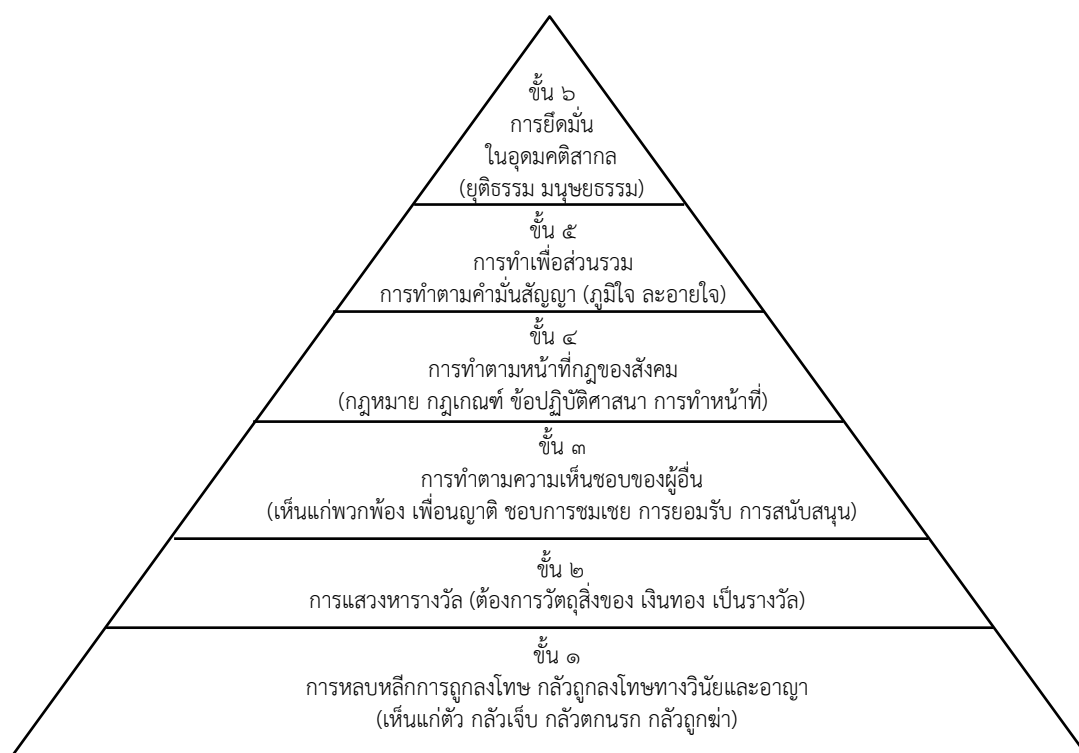 ขั้น ๖
การยึดมั่น
ในอุดมคติสากล
(ยุติธรรม มนุษยธรรม)
ขั้น ๕
การทำเพื่อส่วนรวม
การทำตามคำมั่นสัญญา (ภูมิใจ ละอายใจ)
ขั้น ๔
การทำตามหน้าที่กฎของสังคม
(กฎหมาย กฎเกณฑ์ ข้อปฏิบัติศาสนา การทำหน้าที่)
ขั้น ๓
การทำตามความเห็นชอบของผู้อื่น
(เห็นแก่พวกพ้อง เพื่อนญาติ ชอบการชมเชย การยอมรับ การสนับสนุน)
ขั้น ๒
การแสวงหารางวัล (ต้องการวัตถุสิ่งของ เงินทอง เป็นรางวัล)
ขั้น ๑
การหลบหลีกการถูกลงโทษ กลัวถูกลงโทษทางวินัยและอาญา
(เห็นแก่ตัว กลัวเจ็บ กลัวตกนรก กลัวถูกฆ่า)